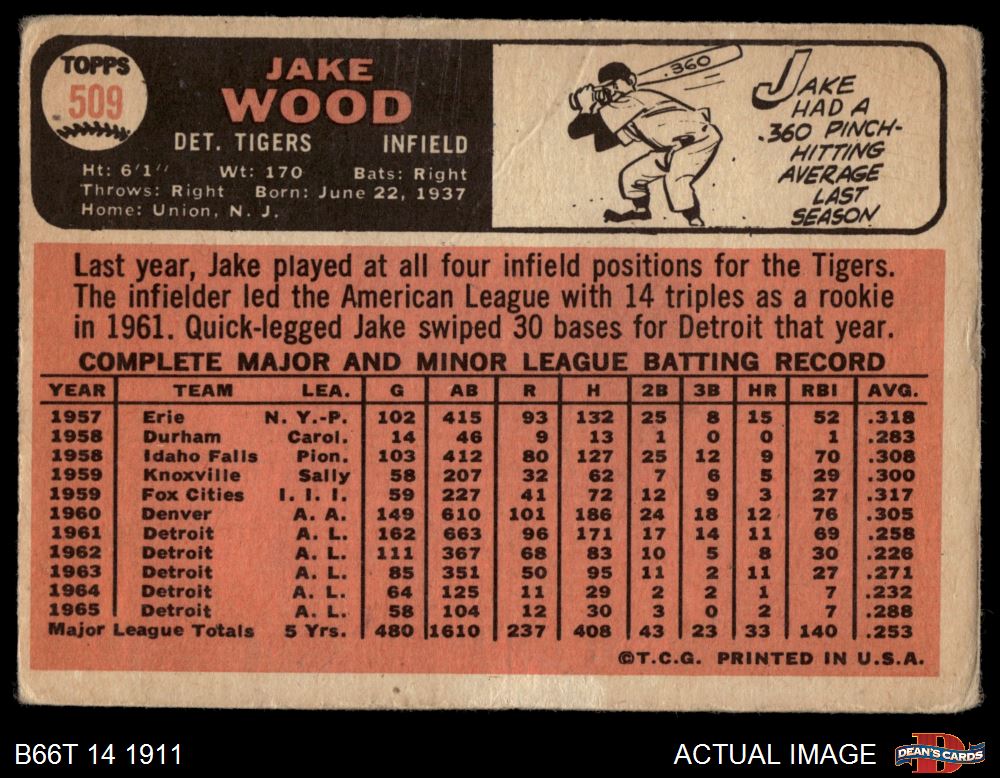 TOPPS
509
JAKE
WOOD
DET. TIGERS INFIELD
Ht: 6'1" Wt: 170 Bats: Right
Throws: Right Born: June 22, 1937
Home: Union, N. J.
.360
JAKE
HAD A
.360 PINCH-
HITTING
AVERAGE
LAST
SEASON
Last year, Jake played at all four infield positions for the Tigers.
The infielder led the American League with 14 triples as a rookie
in 1961. Quick-legged Jake swiped 30 bases for Detroit that year.
COMPLETE MAJOR AND MINOR LEAGUE BATTING RECORD
YEAR TEAM LEA. G AB R H 2B 3B HR RBI AVG.
1957 Erie N. Y.-P. 102 415 93 132 25 8 15 52 .318
1958 Durham Carol. 14 46 9 13 1 0 0 1 .283
1958 Idaho Falls Pion. 103 412 80 127 25 12 9 70 .308
1959 Knoxville Sally 58 207 32 62 7 6 5 29 .300
1959 Fox Cities I. I. I. 59 227 41 72 12 9 3 27 .317
1960 Denver A. A. 149 610 101 186 24 18 12 76 .305
1961 Detroit A. L. 162 663 96 171 17 14 11 69 .258
1962 Detroit A. L. 111 367 68 83 10 5 8 30 .226
1963 Detroit A. L. 85 351 50 95 11 2 11 27 .271
1964 Detroit A. L. 64 125 11 29 2 2 1 7 .232
1965 Detroit A. L. 58 104 12 30 3 0 2 7 .288
Major League Totals 5 Yrs. 480 1610 237 408 43 23 33 140 .253
©T.C.G. PRINTED IN U.S.A.
B66T 14 1911
ACTUAL IMAGE
DEAN'S CARDS